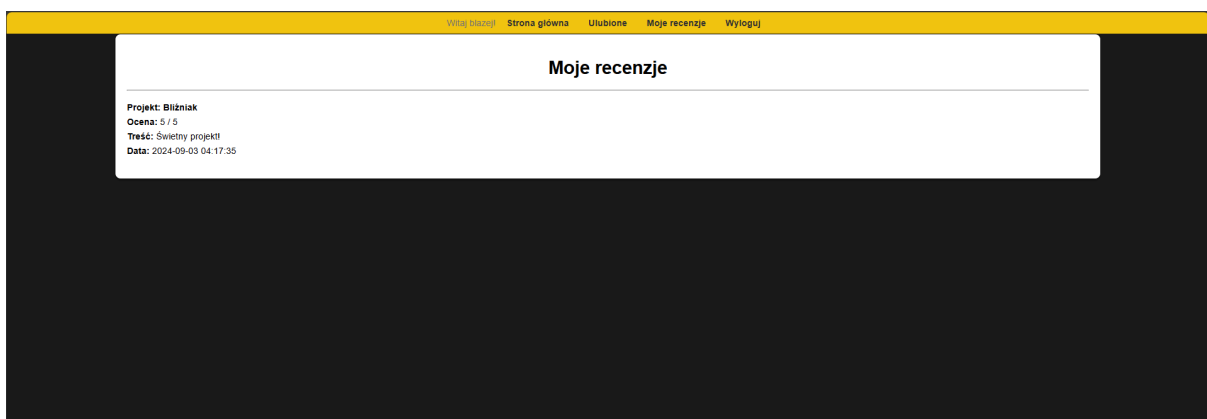 Witaj blazej! Strona główna Ulubione Moje recenzje Wyloguj
Moje recenzje
Projekt: Bliźniak
Ocena: 5 / 5
Treść: Świetny projekt!
Data: 2024-09-03 04:17:35